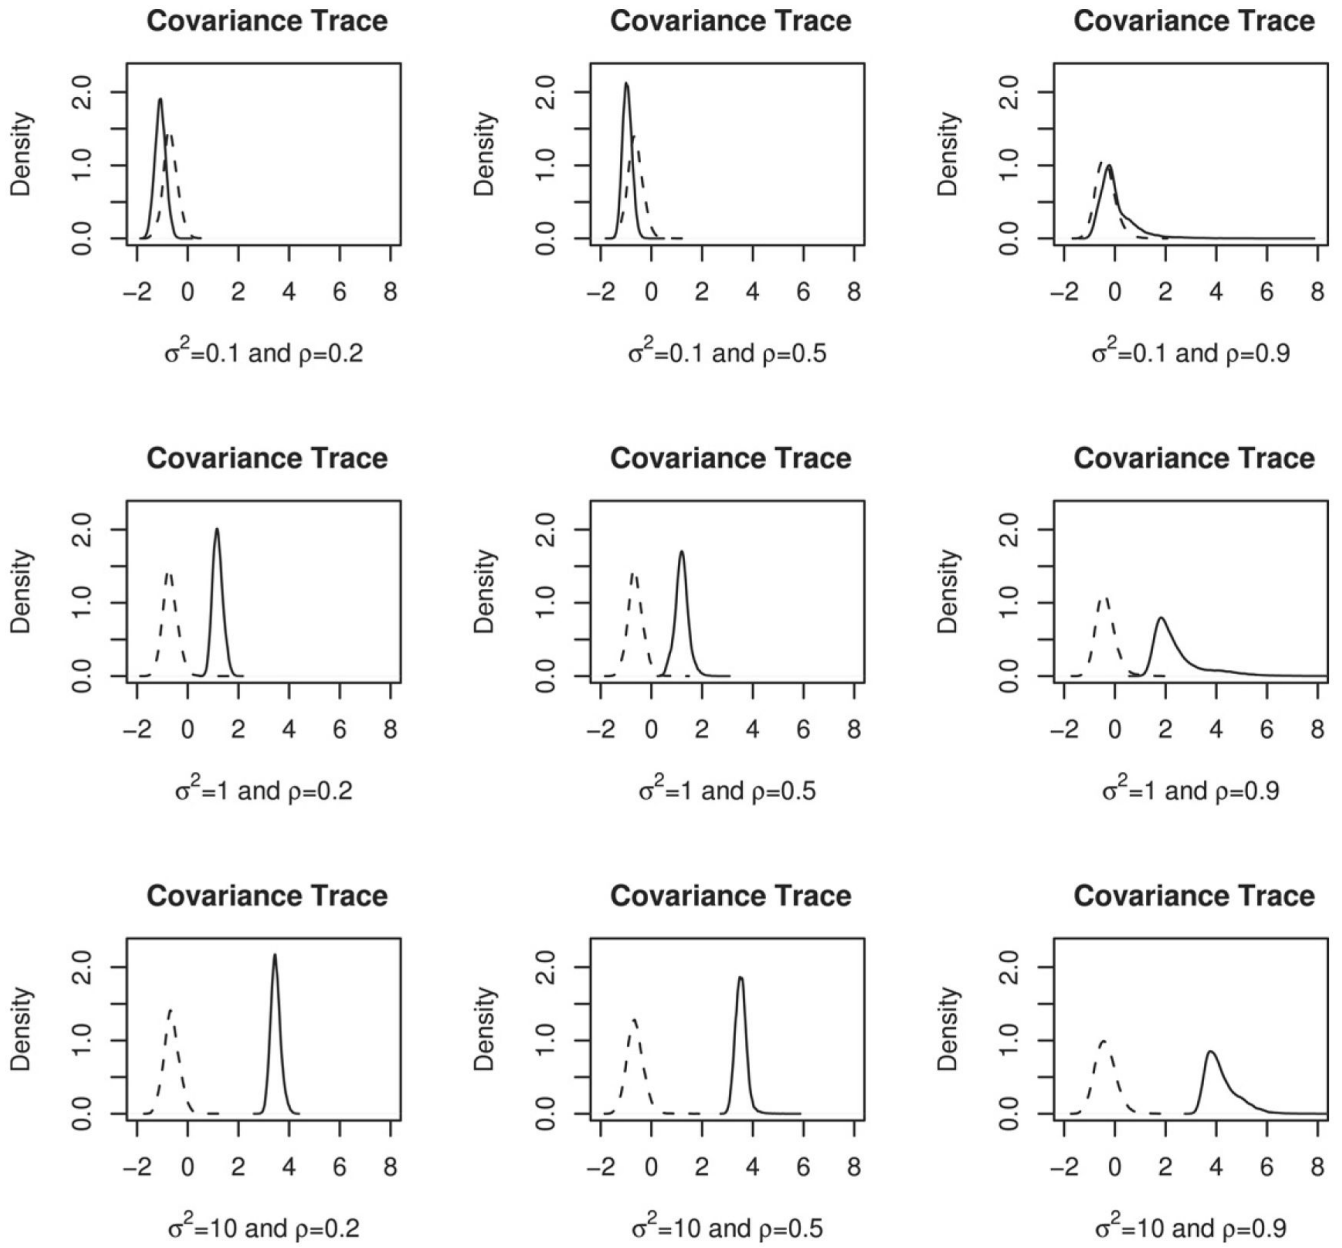 Covariance Trace Covariance Trace Covariance Trace
Density Density Density
2.0 2.0 2.0
1.0 1.0 1.0
0.0 0.0 0.0
−2 0 2 4 6 8 −2 0 2 4 6 8 −2 0 2 4 6 8
σ²=0.1 and ρ=0.2 σ²=0.1 and ρ=0.5 σ²=0.1 and ρ=0.9
Covariance Trace Covariance Trace Covariance Trace
Density Density Density
2.0 2.0 2.0
1.0 1.0 1.0
0.0 0.0 0.0
−2 0 2 4 6 8 −2 0 2 4 6 8 −2 0 2 4 6 8
σ²=1 and ρ=0.2 σ²=1 and ρ=0.5 σ²=1 and ρ=0.9
Covariance Trace Covariance Trace Covariance Trace
Density Density Density
2.0 2.0 2.0
1.0 1.0 1.0
0.0 0.0 0.0
−2 0 2 4 6 8 −2 0 2 4 6 8 −2 0 2 4 6 8
σ²=10 and ρ=0.2 σ²=10 and ρ=0.5 σ²=10 and ρ=0.9